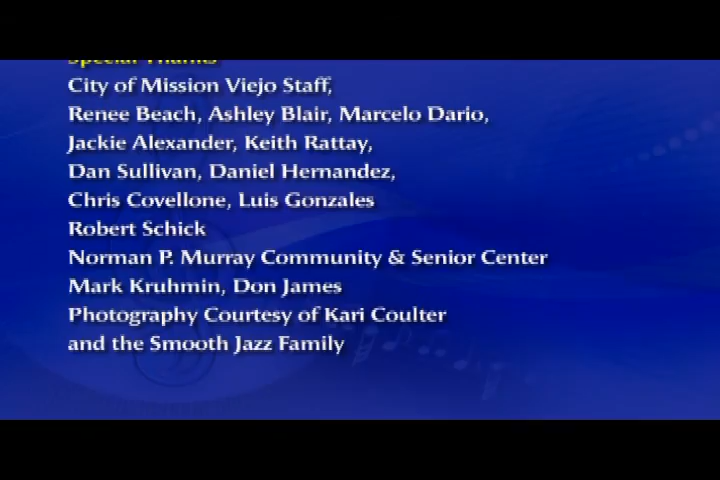 Special Thanks
City of Mission Viejo Staff,
Renee Beach, Ashley Blair, Marcelo Dario,
Jackie Alexander, Keith Rattay,
Dan Sullivan, Daniel Hernandez,
Chris Covellone, Luis Gonzales
Robert Schick
Norman P. Murray Community & Senior Center
Mark Kruhmin, Don James
Photography Courtesy of Kari Coulter
and the Smooth Jazz Family